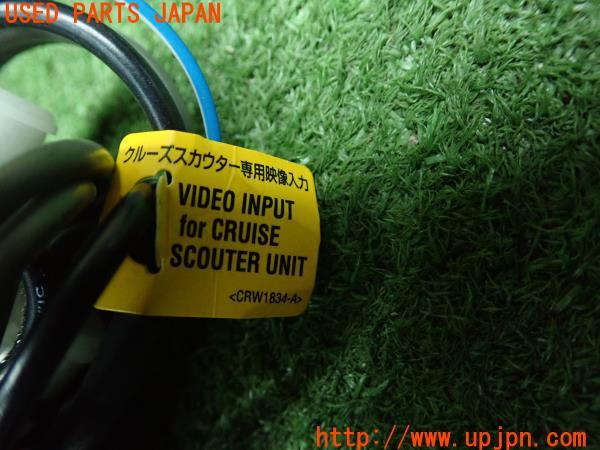 USED PARTS JAPAN
クルーズスカウター専用映像入力
VIDEO INPUT
for CRUISE
SCOUTER UNIT
<CRW1834-A>
http://www.upjpn.com